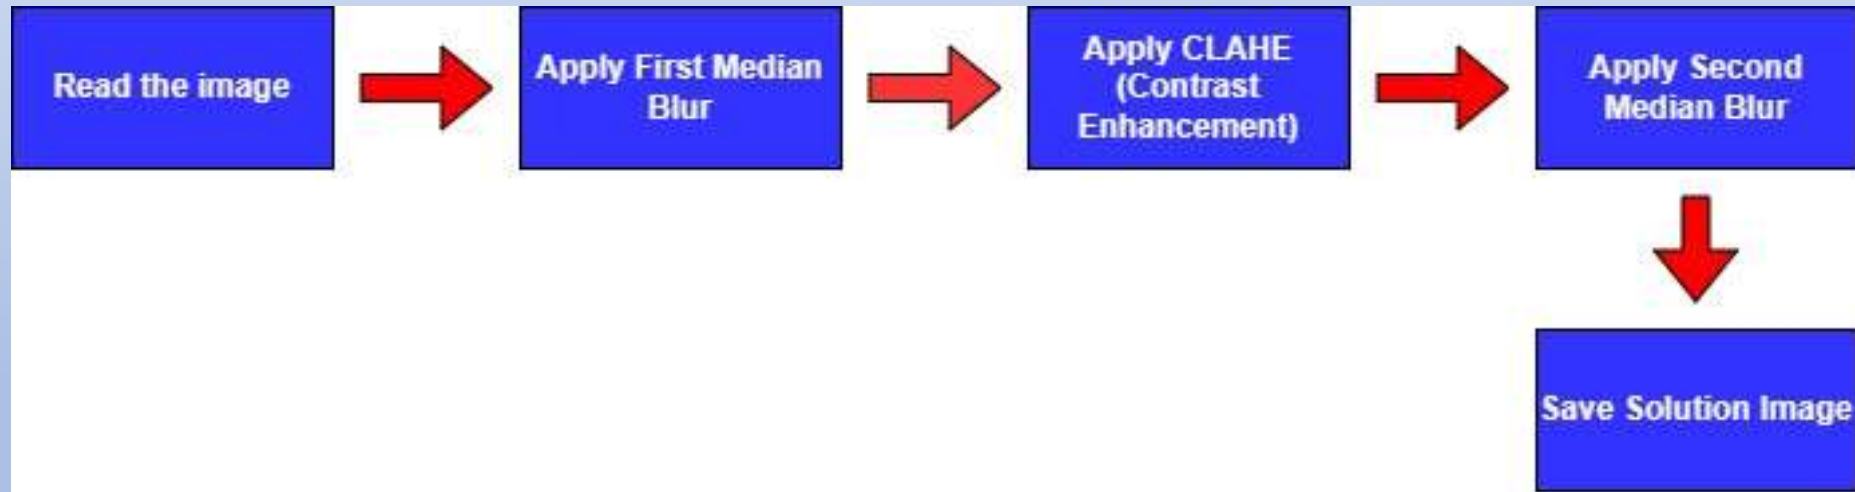 Read the image
Apply First Median
Blur
Apply CLAHE
(Contrast
Enhancement)
Apply Second
Median Blur
Save Solution Image